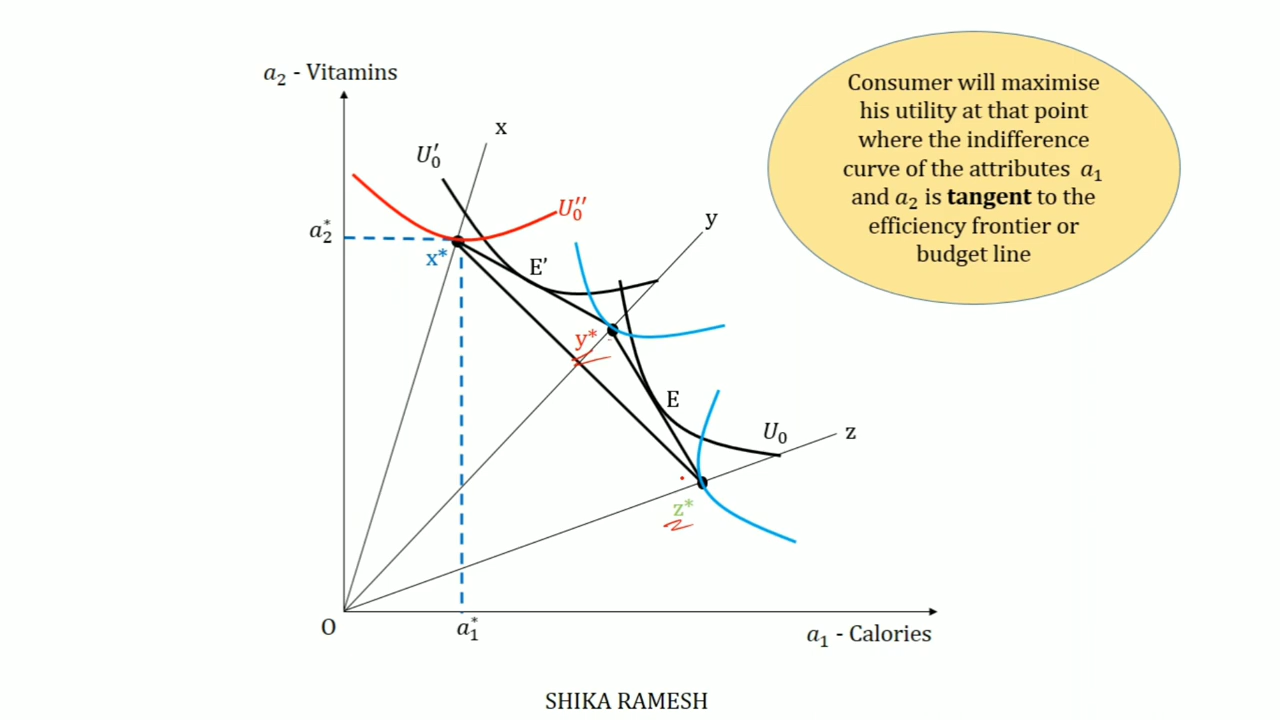 a₂ - Vitamins
Consumer will maximise
his utility at that point
where the indifference
curve of the attributes a₁
and a₂ is tangent to the
efficiency frontier or
budget line
x
U₀′
U₀′′
y
a₂*
x*
E'
y*
E
U₀
z
z*
O
a₁*
a₁ - Calories
SHIKA RAMESH